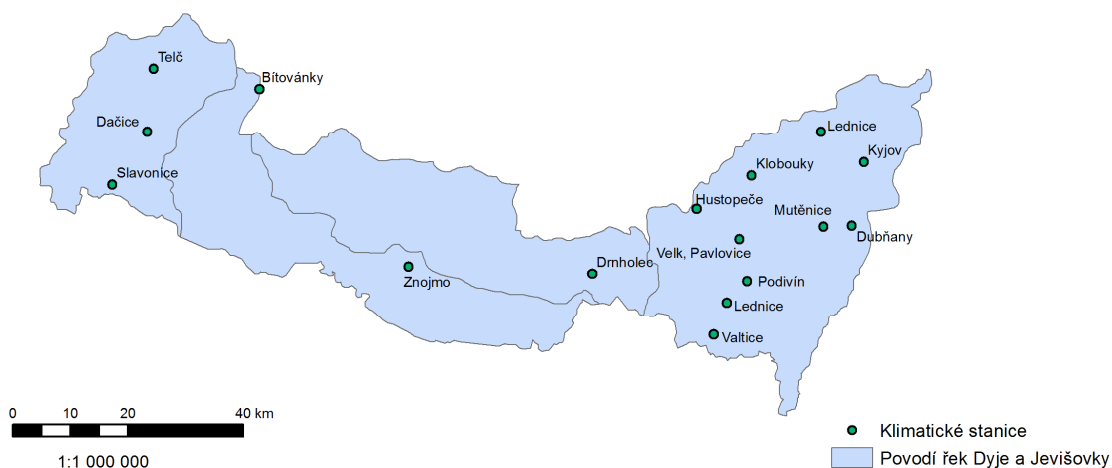 Telč
Bítovánky
Dačice
Lednice
Kyjov
Klobouky
Slavonice
Hustopeče
Mutěnice
Dubňany
Velk, Pavlovice
Drnholec
Znojmo
Podivín
Lednice
Valtice
0 10 20 40 km
1:1 000 000
Klimatické stanice
Povodí řek Dyje a Jevišovky